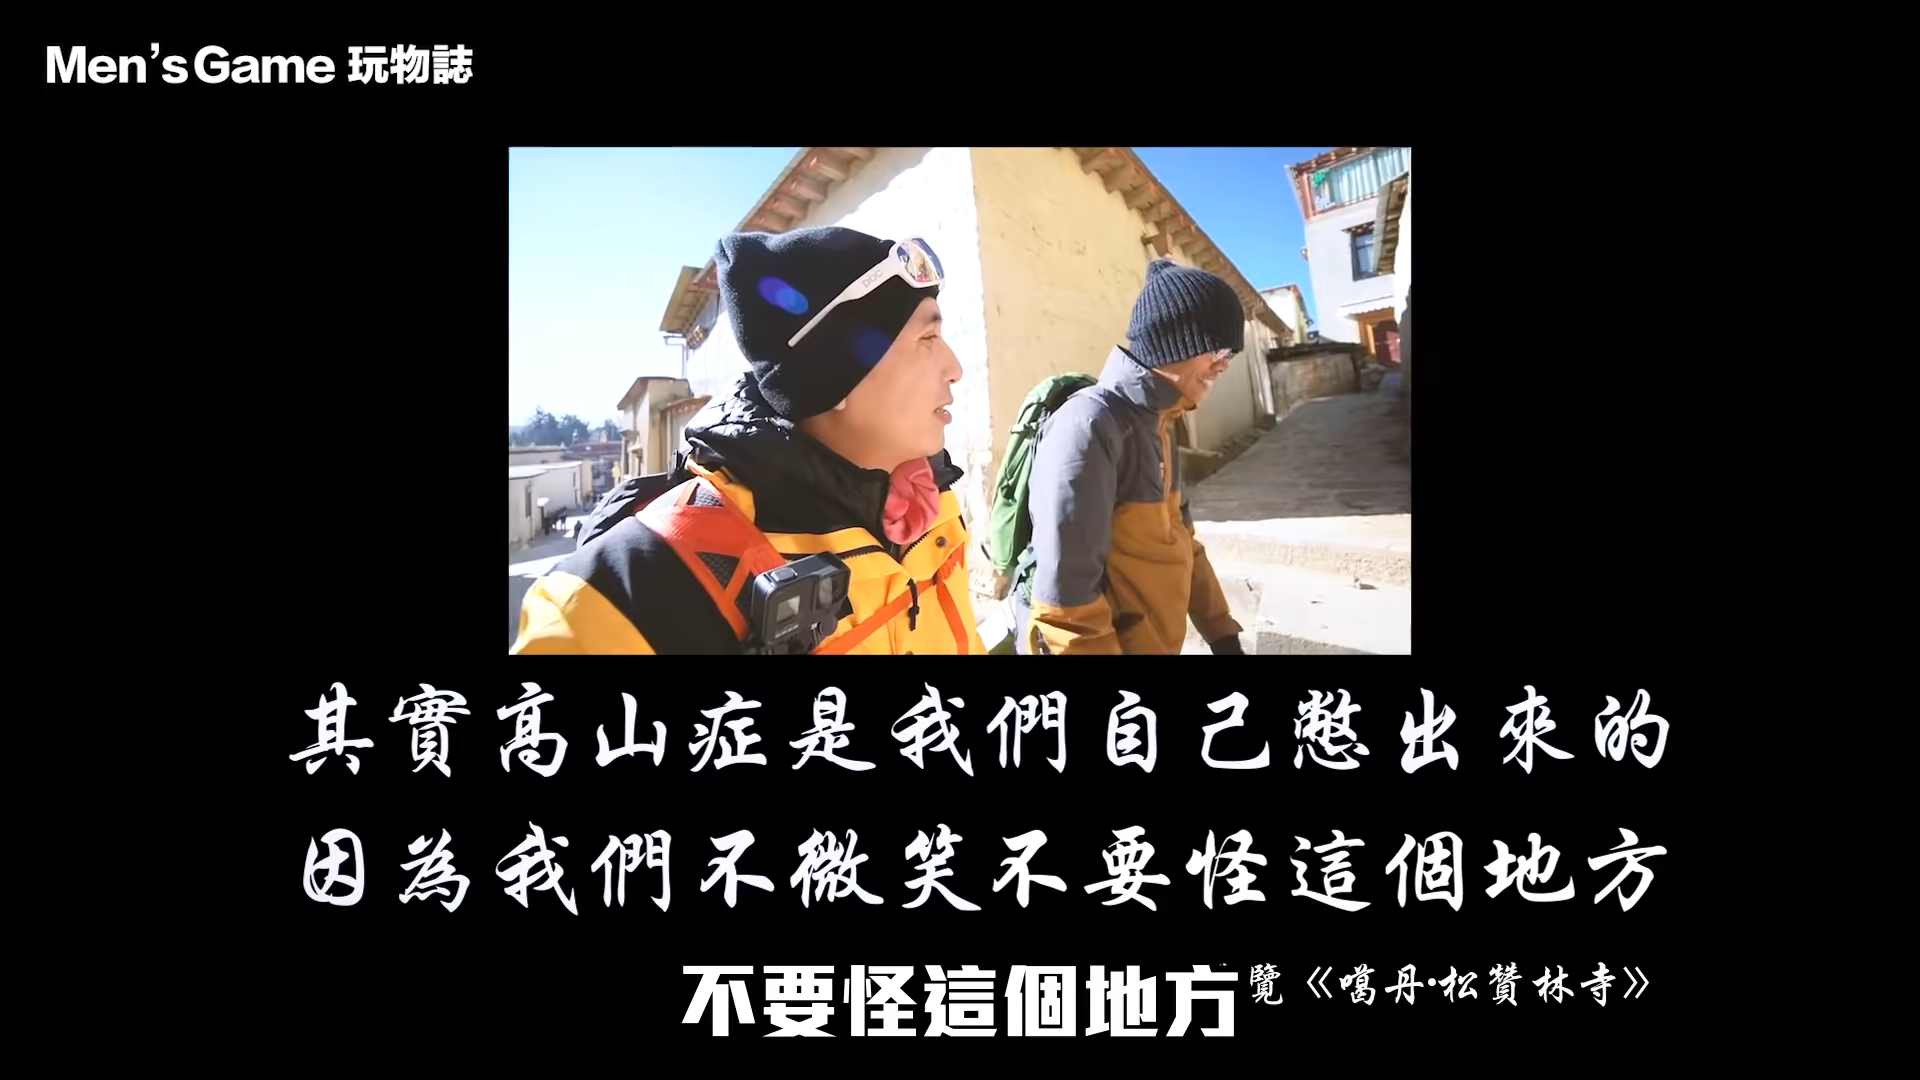 Men's Game 玩物誌
POC
其實高山症是我們自己憋出來的
因為我們不微笑不要怪這個地方
覽《噶丹·松贊林寺》
不要怪這個地方